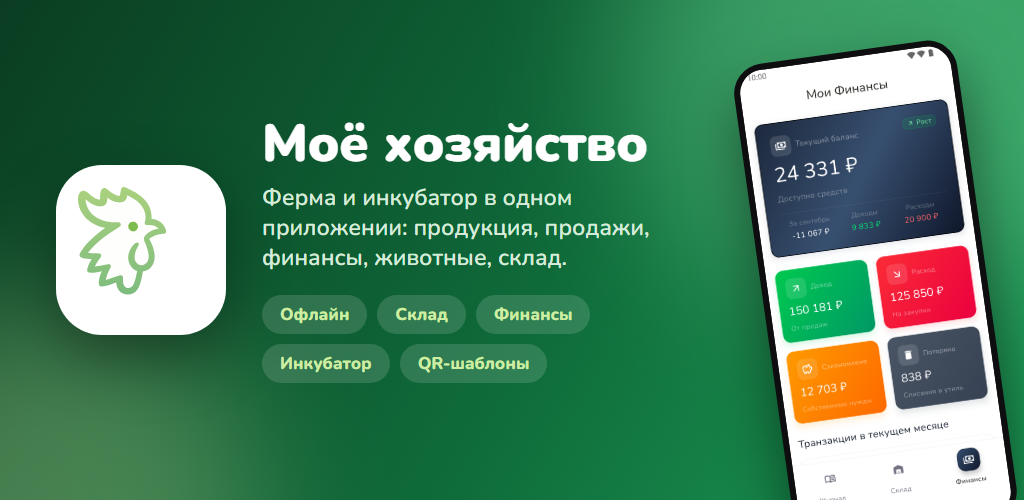 Моё хозяйство
Ферма и инкубатор в одном
приложении: продукция, продажи,
финансы, животные, склад.
Офлайн
Склад
Финансы
Инкубатор
QR-шаблоны
10:00
Мои Финансы
Текущий баланс
Рост
24 331 ₽
Доступно средств
За сентябрь
Доходы
Расходы
-11 067 ₽
9 833 ₽
20 900 ₽
Доход
150 181 ₽
От продаж
Расход
125 850 ₽
На закупки
Сэкономлено
12 703 ₽
Собственные нужды
Потеряно
838 ₽
Списания в утиль
Транзакции в текущем месяце
Склад
Финансы